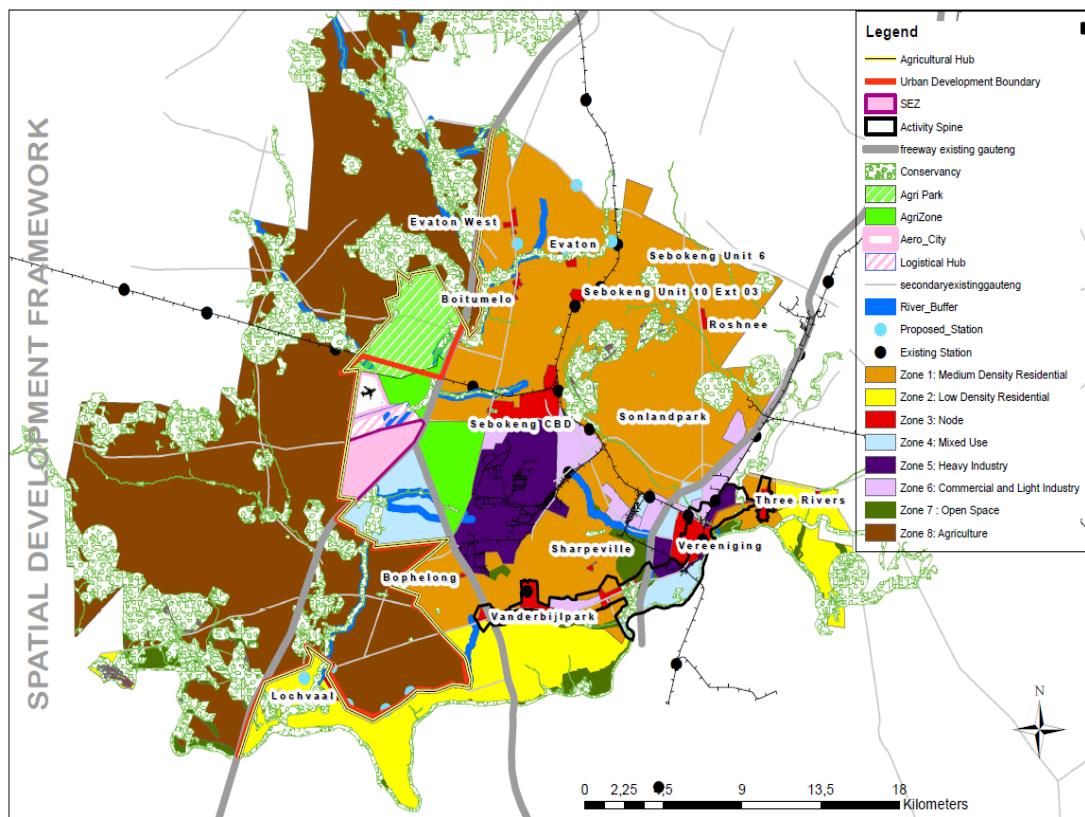 SPATIAL DEVELOPMENT FRAMEWORK
Legend
Agricultural Hub
Urban Development Boundary
SEZ
Activity Spine
freeway existing gauteng
Conservancy
Agri Park
AgriZone
Aero_City
Logistical Hub
secondaryexistinggauteng
River_Buffer
Proposed_Station
Existing Station
Zone 1: Medium Density Residential
Zone 2: Low Density Residential
Zone 3: Node
Zone 4: Mixed Use
Zone 5: Heavy Industry
Zone 6: Commercial and Light Industry
Zone 7 : Open Space
Zone 8: Agriculture
Evaton West
Evaton
Sebokeng Unit 6
Sebokeng Unit 10 Ext 03
Boitumelo
Roshnee
Sebokeng CBD
Sonlandpark
Three Rivers
Sharpeville
Vereeniging
Bophelong
Vanderbijlpark
Lochvaal
N
0 2,25 4,5 9 13,5 18
Kilometers